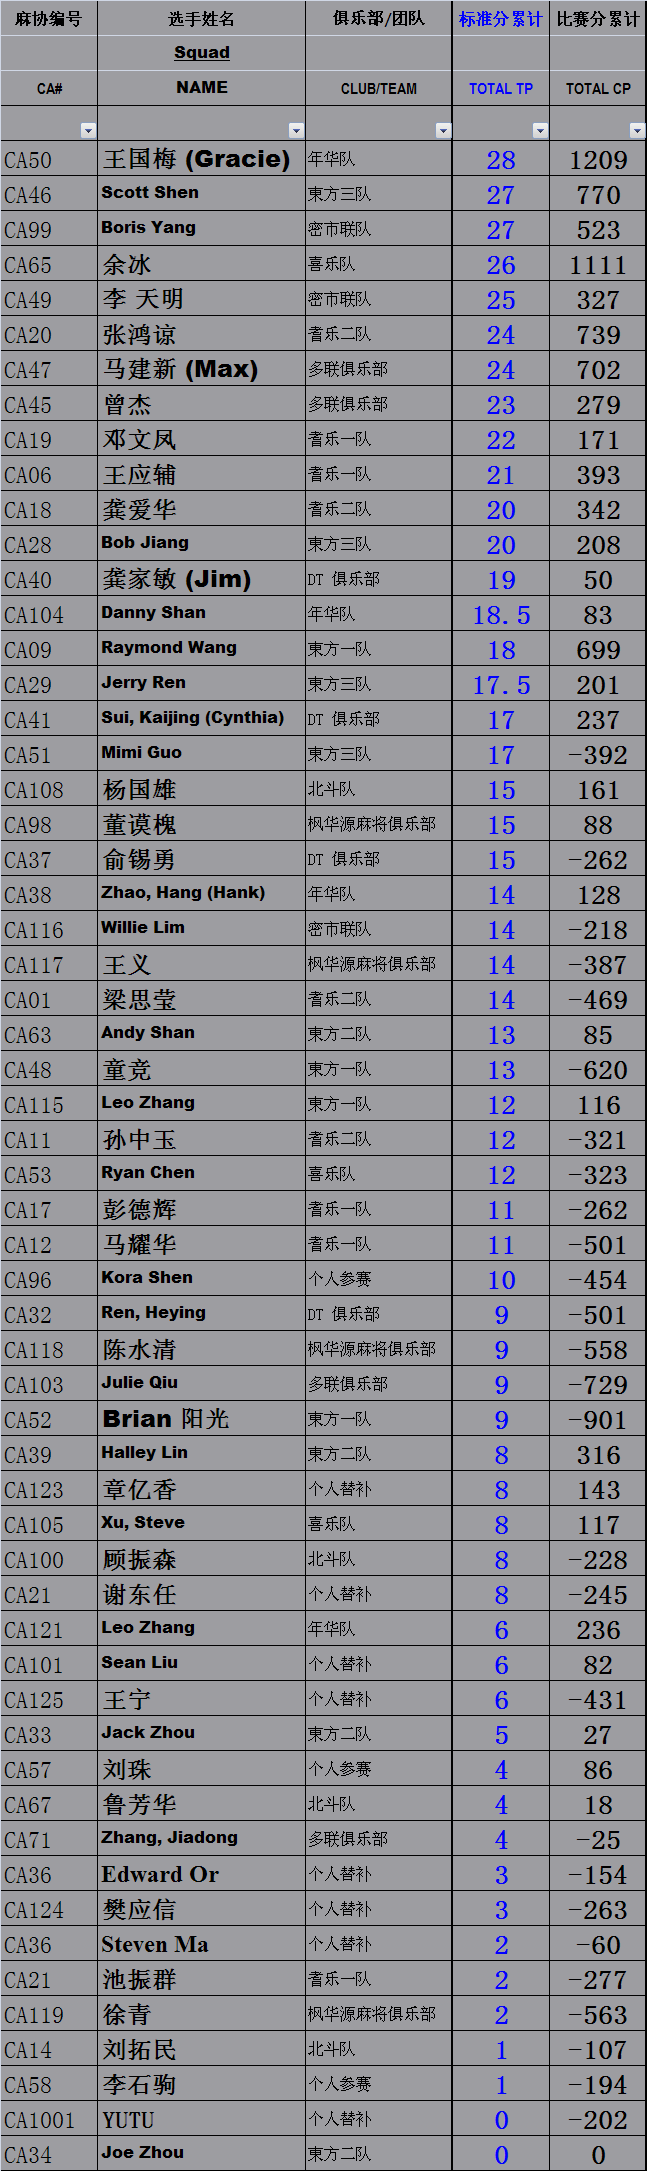 麻协编号 选手姓名 俱乐部/团队 标准分累计 比赛分累计
Squad
CA# NAME CLUB/TEAM TOTAL TP TOTAL CP
CA50 王国梅 (Gracie) 年华队 28 1209
CA46 Scott Shen 東方三队 27 770
CA99 Boris Yang 密市联队 27 523
CA65 余冰 喜乐队 26 1111
CA49 李 天明 密市联队 25 327
CA20 张鸿谅 耆乐二队 24 739
CA47 马建新 (Max) 多联俱乐部 24 702
CA45 曾杰 多联俱乐部 23 279
CA19 邓文凤 耆乐一队 22 171
CA06 王应辅 耆乐一队 21 393
CA18 龚爱华 耆乐二队 20 342
CA28 Bob Jiang 東方三队 20 208
CA40 龚家敏 (Jim) DT 俱乐部 19 50
CA104 Danny Shan 年华队 18.5 83
CA09 Raymond Wang 東方一队 18 699
CA29 Jerry Ren 東方三队 17.5 201
CA41 Sui, Kaijing (Cynthia) DT 俱乐部 17 237
CA51 Mimi Guo 東方三队 17 -392
CA108 杨国雄 北斗队 15 161
CA98 董谟槐 枫华源麻将俱乐部 15 88
CA37 俞锡勇 DT 俱乐部 15 -262
CA38 Zhao, Hang (Hank) 年华队 14 128
CA116 Willie Lim 密市联队 14 -218
CA117 王义 枫华源麻将俱乐部 14 -387
CA01 梁思莹 耆乐二队 14 -469
CA63 Andy Shan 東方二队 13 85
CA48 童竞 東方一队 13 -620
CA115 Leo Zhang 東方一队 12 116
CA11 孙中玉 耆乐二队 12 -321
CA53 Ryan Chen 喜乐队 12 -323
CA17 彭德辉 耆乐一队 11 -262
CA12 马耀华 耆乐一队 11 -501
CA96 Kora Shen 个人参赛 10 -454
CA32 Ren, Heying DT 俱乐部 9 -501
CA118 陈水清 枫华源麻将俱乐部 9 -558
CA103 Julie Qiu 多联俱乐部 9 -729
CA52 Brian 阳光 東方一队 9 -901
CA39 Halley Lin 東方二队 8 316
CA123 章亿香 个人替补 8 143
CA105 Xu, Steve 喜乐队 8 117
CA100 顾振森 北斗队 8 -228
CA21 谢东任 个人替补 8 -245
CA121 Leo Zhang 年华队 6 236
CA101 Sean Liu 个人替补 6 82
CA125 王宁 个人替补 6 -431
CA33 Jack Zhou 東方二队 5 27
CA57 刘珠 个人参赛 4 86
CA67 鲁芳华 北斗队 4 18
CA71 Zhang, Jiadong 多联俱乐部 4 -25
CA36 Edward Or 个人替补 3 -154
CA124 樊应信 个人替补 3 -263
CA36 Steven Ma 个人替补 2 -60
CA21 池振群 耆乐一队 2 -277
CA119 徐青 枫华源麻将俱乐部 2 -563
CA14 刘拓民 北斗队 1 -107
CA58 李石驹 个人参赛 1 -194
CA1001 YUTU 个人替补 0 -202
CA34 Joe Zhou 東方二队 0 0